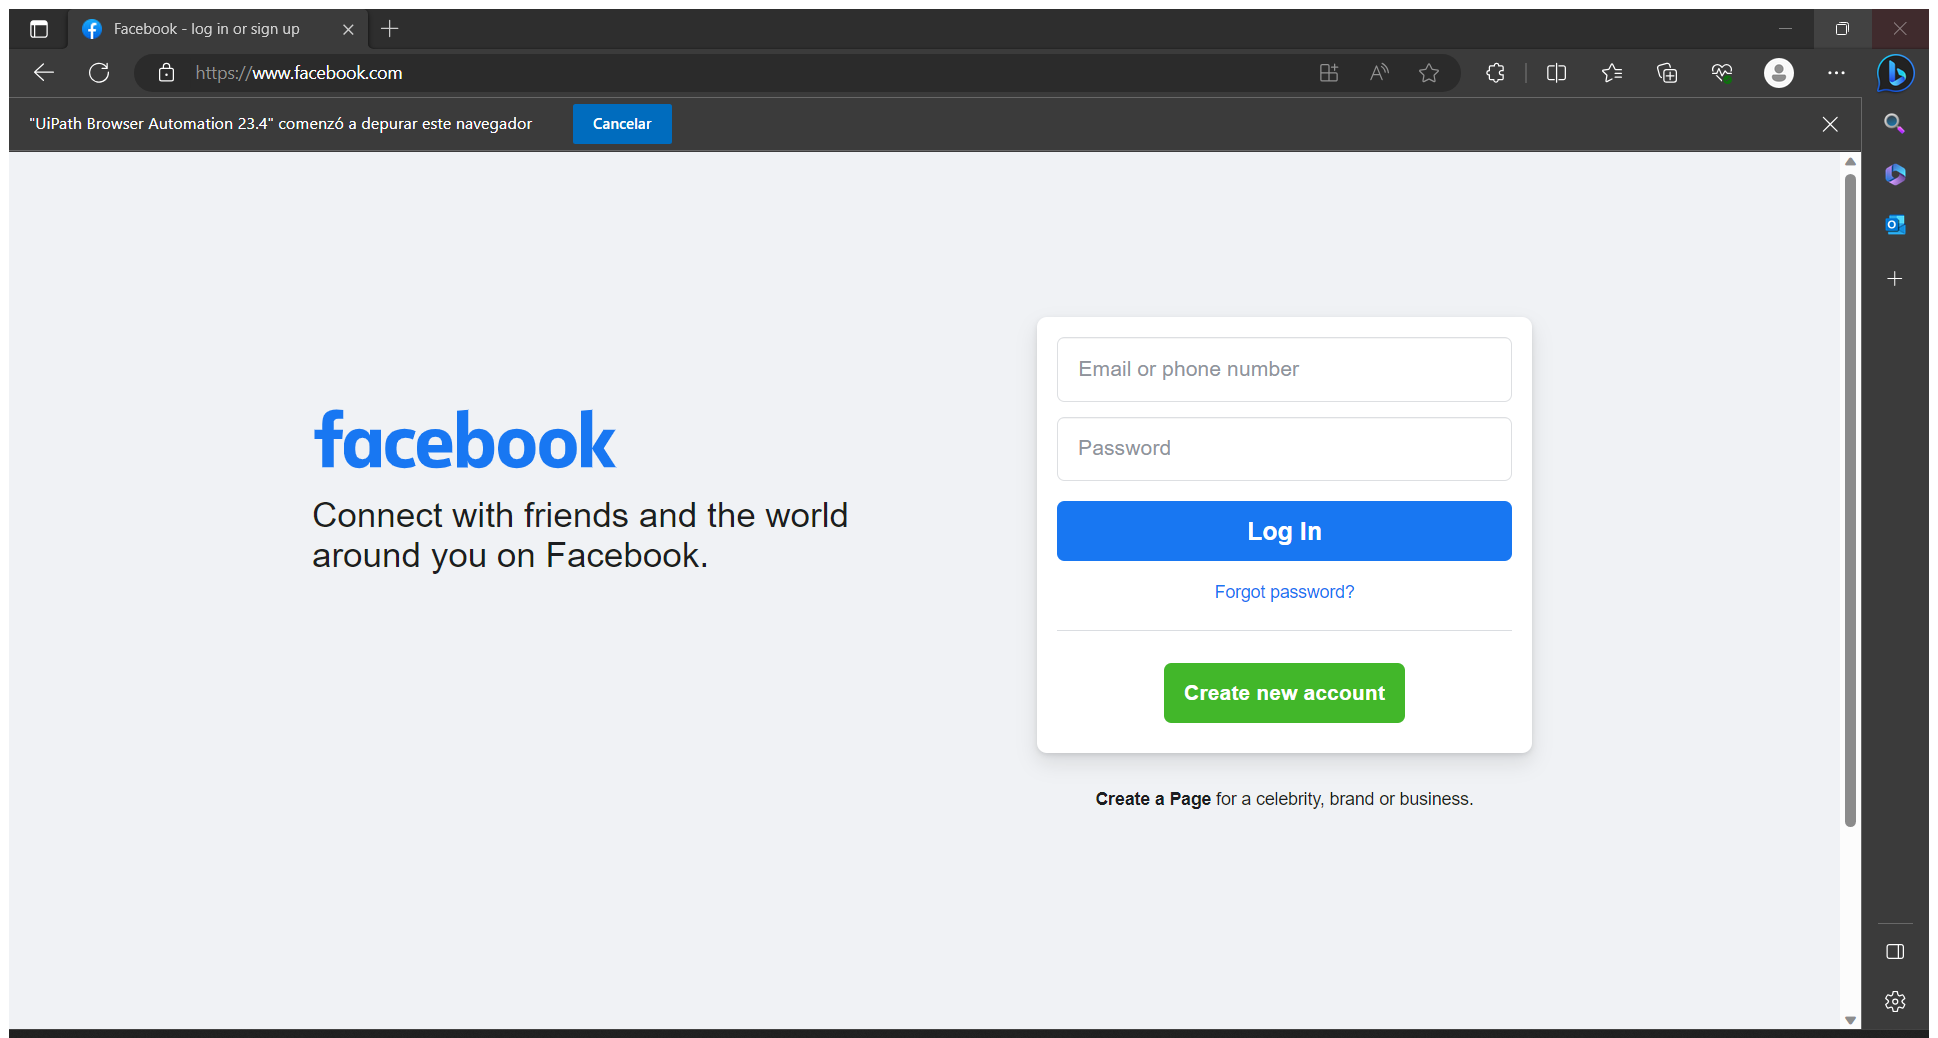 Facebook - log in or sign up
https://www.facebook.com
"UiPath Browser Automation 23.4" comenzó a depurar este navegador
Cancelar
facebook
Connect with friends and the world
around you on Facebook.
Email or phone number
Password
Log In
Forgot password?
Create new account
Create a Page for a celebrity, brand or business.